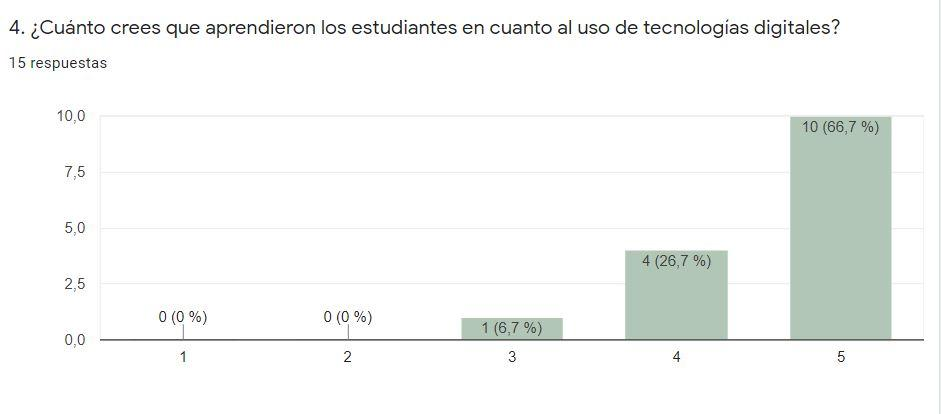 4. ¿Cuánto crees que aprendieron los estudiantes en cuanto al uso de tecnologías digitales?
15 respuestas
10,0
10 (66,7 %)
7,5
5,0
4 (26,7 %)
2,5
0 (0 %)
0 (0 %)
1 (6,7 %)
0,0
1
2
3
4
5